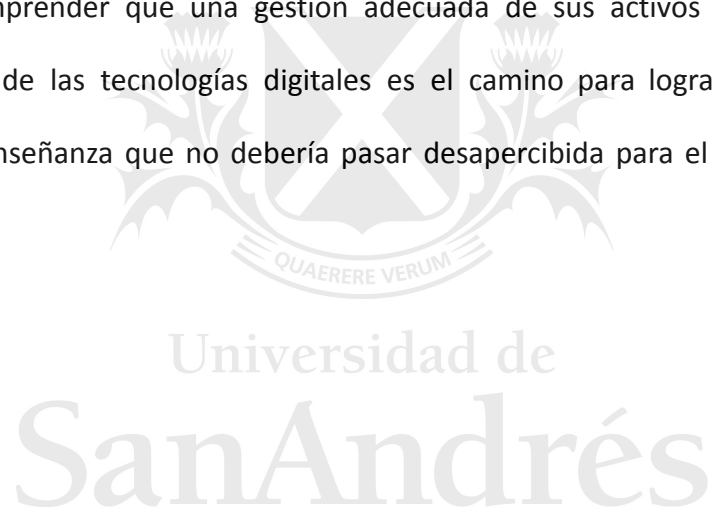 mprender que una gestión adecuada de sus activos
de las tecnologías digitales es el camino para logra
nseñanza que no debería pasar desapercibida para el
QUAERERE VERUM
Universidad de
SanAndrés